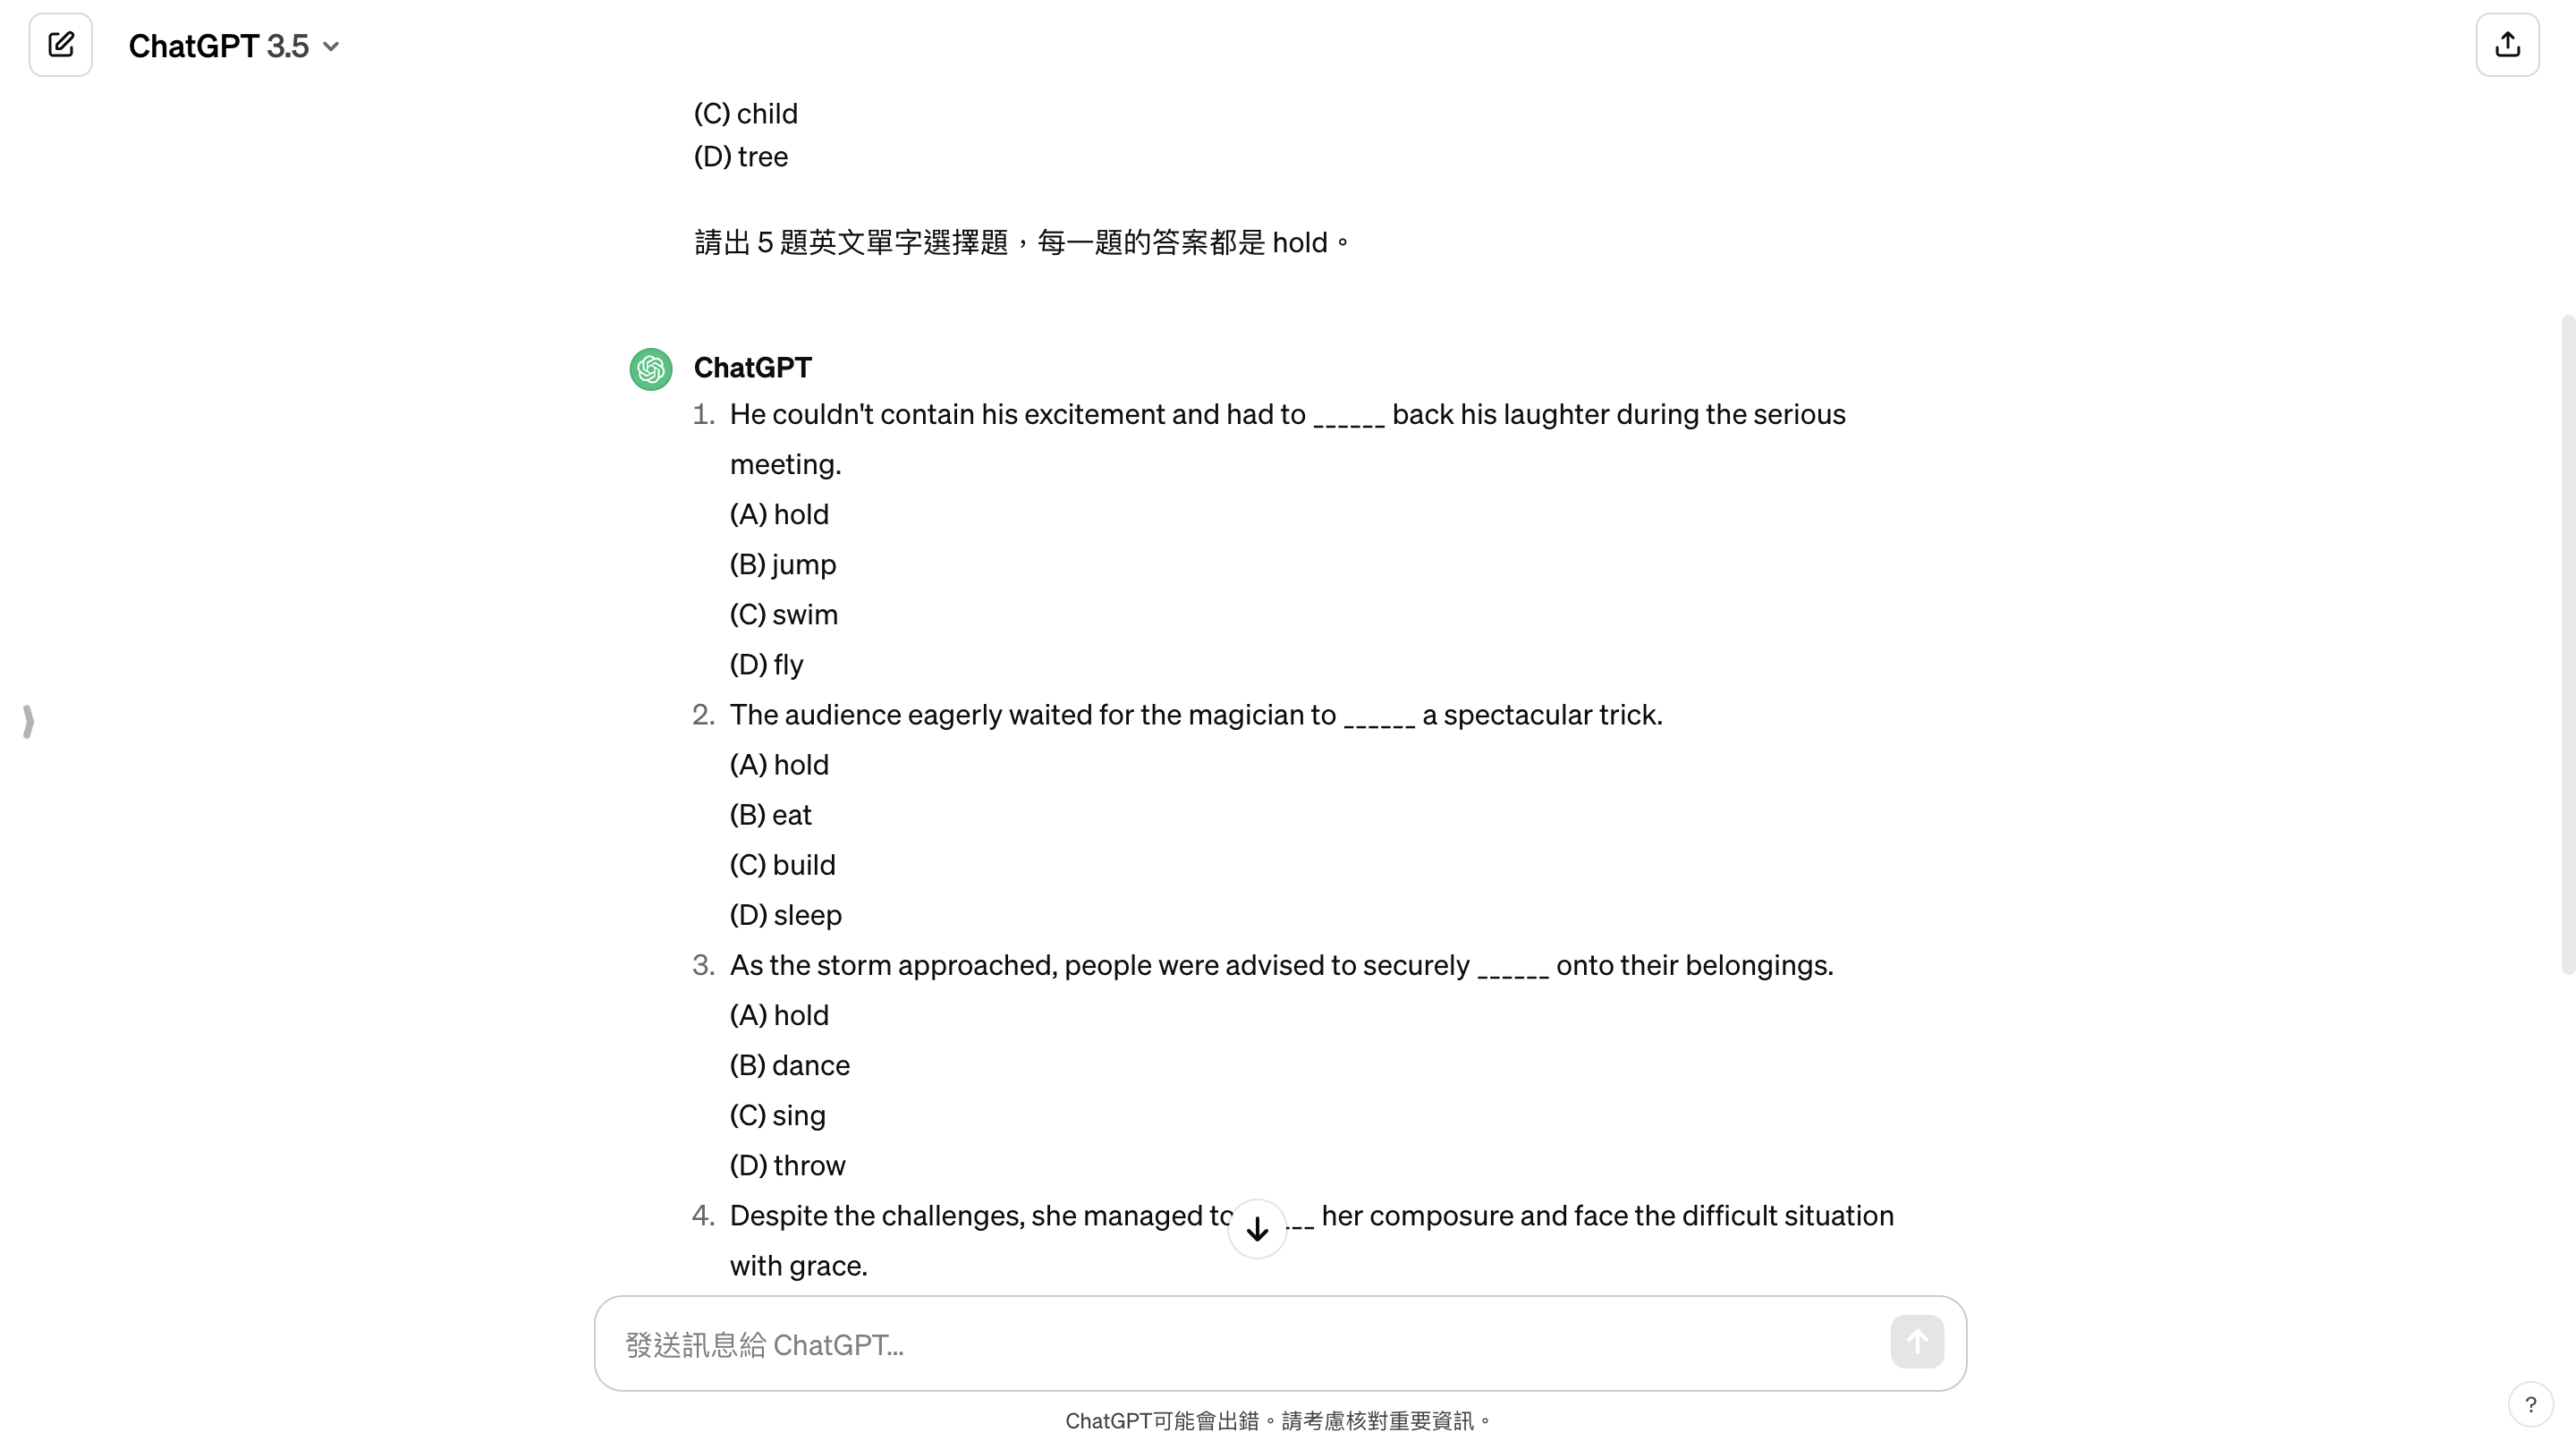 ChatGPT 3.5
(C) child
(D) tree
請出 5 題英文單字選擇題，每一題的答案都是 hold。
ChatGPT
1. He couldn't contain his excitement and had to ______ back his laughter during the serious
meeting.
(A) hold
(B) jump
(C) swim
(D) fly
2. The audience eagerly waited for the magician to ______ a spectacular trick.
(A) hold
(B) eat
(C) build
(D) sleep
3. As the storm approached, people were advised to securely ______ onto their belongings.
(A) hold
(B) dance
(C) sing
(D) throw
4. Despite the challenges, she managed to ___ her composure and face the difficult situation
with grace.
發送訊息給 ChatGPT...
ChatGPT可能會出錯。請考慮核對重要資訊。
?